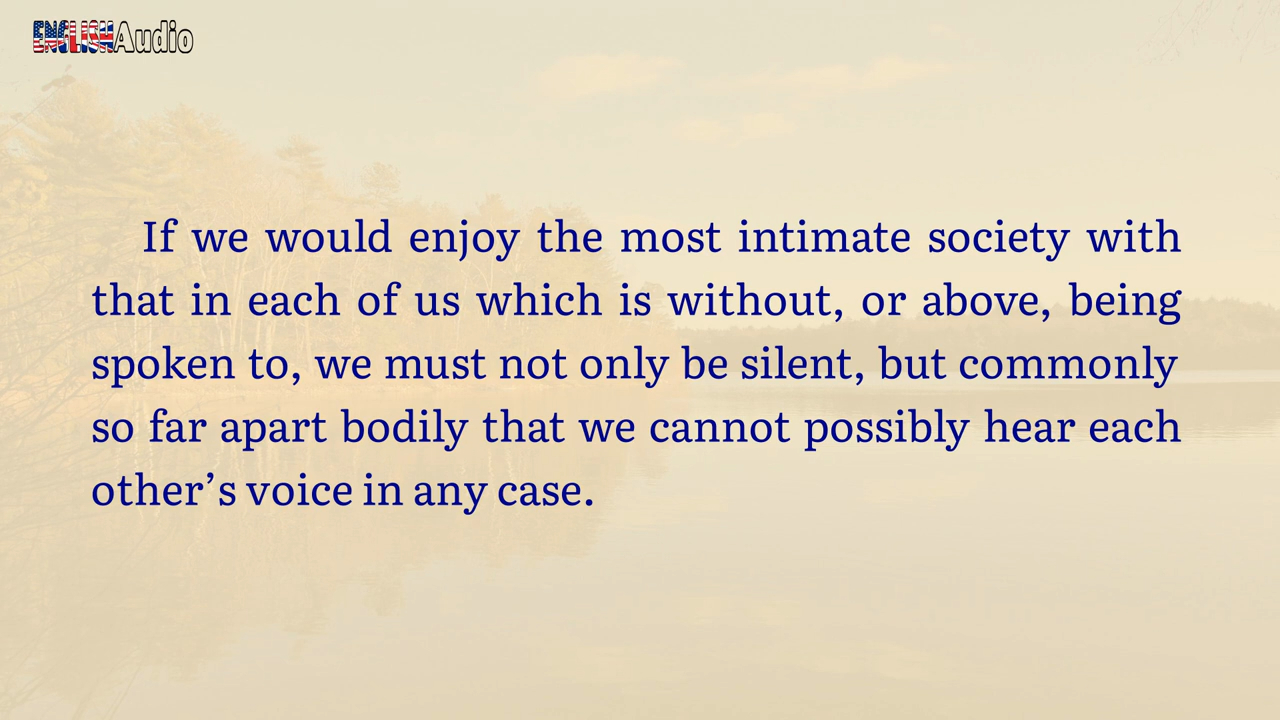 ENGLISHAudio
If we would enjoy the most intimate society with
that in each of us which is without, or above, being
spoken to, we must not only be silent, but commonly
so far apart bodily that we cannot possibly hear each
other’s voice in any case.